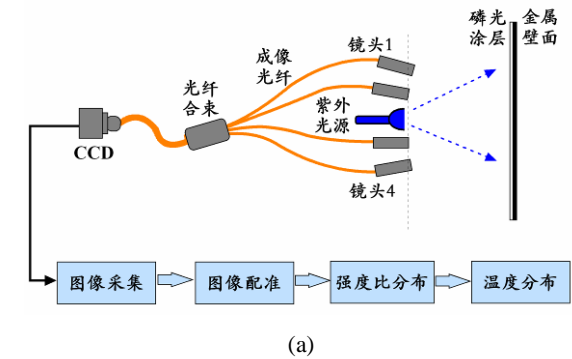 磷光 金属
涂层 壁面
镜头1
成像
光纤
光纤
合束
紫外
光源
CCD
镜头4
图像采集 图像配准 强度比分布 温度分布
(a)